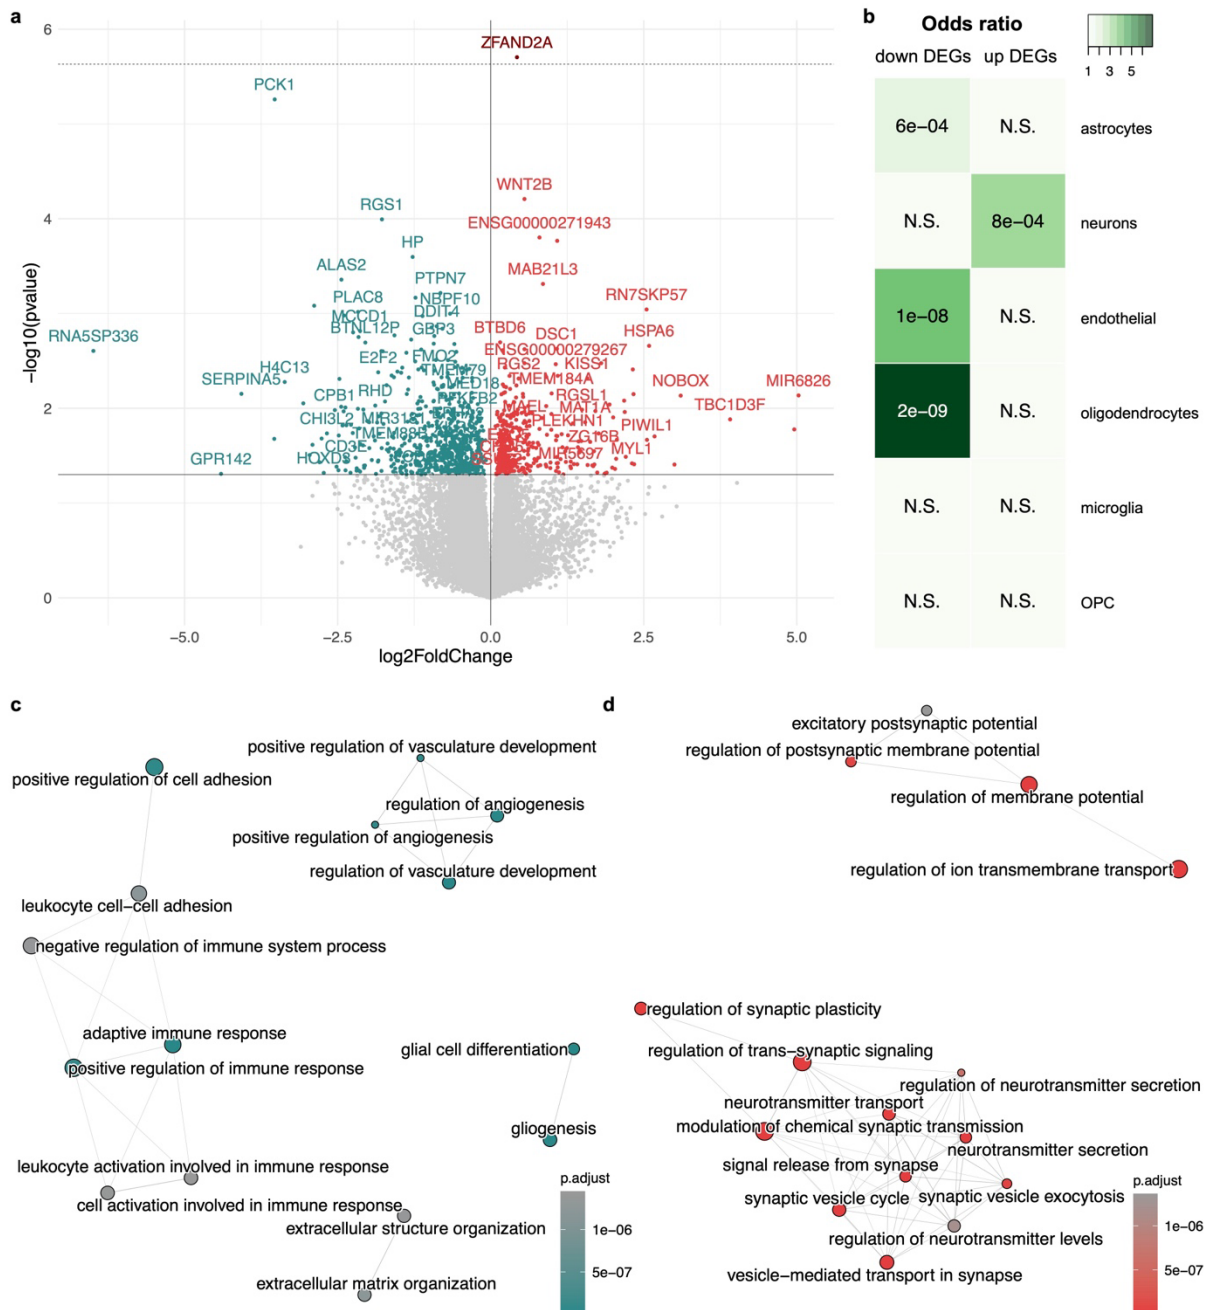 a
6
4
2
0
−log10(pvalue)
−5.0
−2.5
0.0
2.5
5.0
log2FoldChange
ZFAND2A
PCK1
WNT2B
RGS1
ENSG00000271943
HP
ALAS2
MAB21L3
PTPN7
PLAC8
NBPF10
RN7SKP57
MCCD1
DDIT4
BTNL12P
GBP3
BTBD6
DSC1
HSPA6
RNA5SP336
E2F2
FMO2
ENSG00000279267
H4C13
TMEM79
RGS2
KISS1
SERPINA5
MED18
TMEM184A
NOBOX
MIR6826
CPB1
RHD
PFKFB2
RGSL1
TBC1D3F
CHI3L2
MIR3131
MAEL
MAT1A
PLEKHN1
PIWIL1
ZG16B
CD3E
MYL1
GPR142
HOXD3
MIR5697
b
Odds ratio
down DEGs
up DEGs
1
3
5
6e−04
N.S.
astrocytes
N.S.
8e−04
neurons
1e−08
N.S.
endothelial
2e−09
N.S.
oligodendrocytes
N.S.
N.S.
microglia
N.S.
N.S.
OPC
c
positive regulation of vasculature development
positive regulation of cell adhesion
regulation of angiogenesis
positive regulation of angiogenesis
regulation of vasculature development
leukocyte cell−cell adhesion
negative regulation of immune system process
adaptive immune response
glial cell differentiation
positive regulation of immune response
gliogenesis
leukocyte activation involved in immune response
cell activation involved in immune response
extracellular structure organization
extracellular matrix organization
p.adjust
1e−06
5e−07
d
excitatory postsynaptic potential
regulation of postsynaptic membrane potential
regulation of membrane potential
regulation of ion transmembrane transport
regulation of synaptic plasticity
regulation of trans−synaptic signaling
regulation of neurotransmitter secretion
neurotransmitter transport
modulation of chemical synaptic transmission
neurotransmitter secretion
signal release from synapse
synaptic vesicle cycle
synaptic vesicle exocytosis
regulation of neurotransmitter levels
vesicle−mediated transport in synapse
p.adjust
1e−06
5e−07